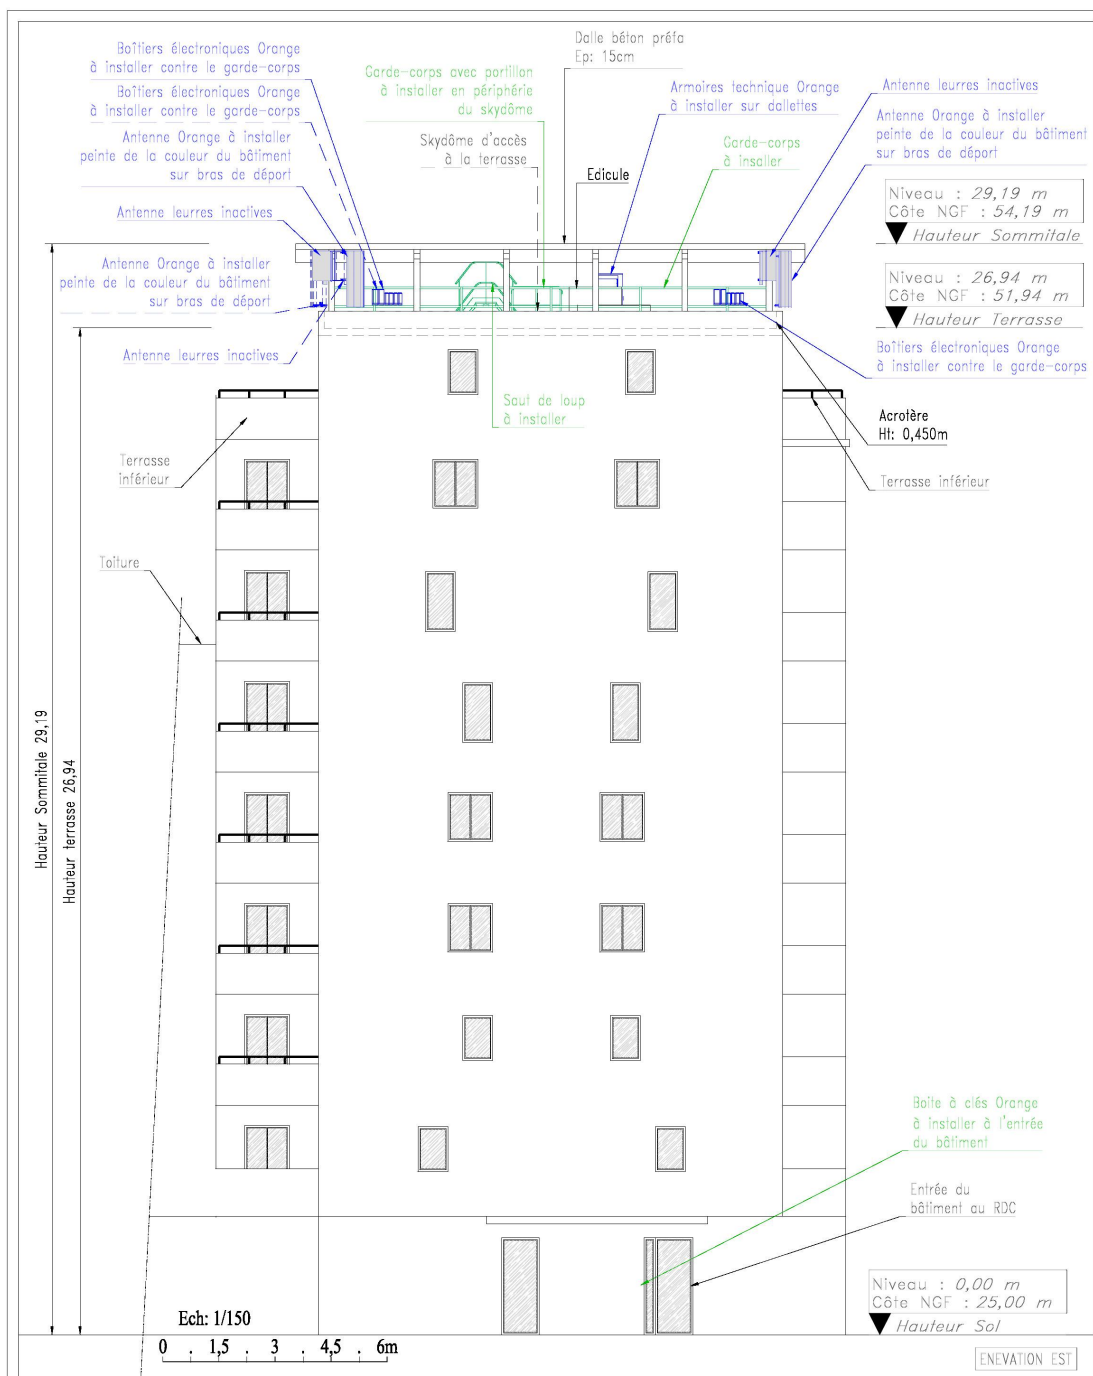 Boîtiers électroniques Orange
à installer contre le garde-corps
Boîtiers électroniques Orange
à installer contre le garde-corps
Antenne Orange à installer
peinte de la couleur du bâtiment
sur bras de déport
Antenne leurres inactives
Antenne Orange à installer
peinte de la couleur du bâtiment
sur bras de déport
Antenne leurres inactives
Garde-corps avec portillon
à installer en périphérie
du skydôme
Skydôme d'accès
à la terrasse
Dalle béton préfa
Ep: 15cm
Edicule
Armoires technique Orange
à installer sur dallettes
Garde-corps
à insaller
Antenne leurres inactives
Antenne Orange à installer
peinte de la couleur du bâtiment
sur bras de déport
Niveau : 29,19 m
Côte NGF : 54,19 m
Hauteur Sommitale
Niveau : 26,94 m
Côte NGF : 51,94 m
Hauteur Terrasse
Boîtiers électroniques Orange
à installer contre le garde-corps
Saut de loup
à installer
Acrotère
Ht: 0,450m
Terrasse
inférieur
Terrasse inférieur
Toiture
Hauteur Sommitale 29,19
Hauteur terrasse 26,94
Boite à clés Orange
à installer à l'entrée
du bâtiment
Entrée du
bâtiment au RDC
Niveau : 0,00 m
Côte NGF : 25,00 m
Hauteur Sol
Ech: 1/150
0 . 1,5 . 3 . 4,5 . 6m
ENEVATION EST